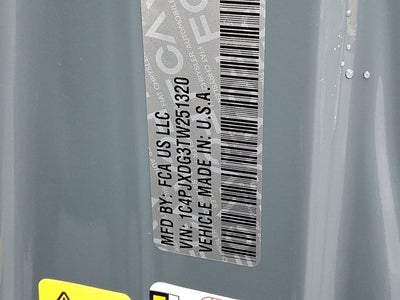 MFD BY: FCA US LLC
VIN: 1C4PJXDG3TW251320
VEHICLE MADE IN: U.S.A.